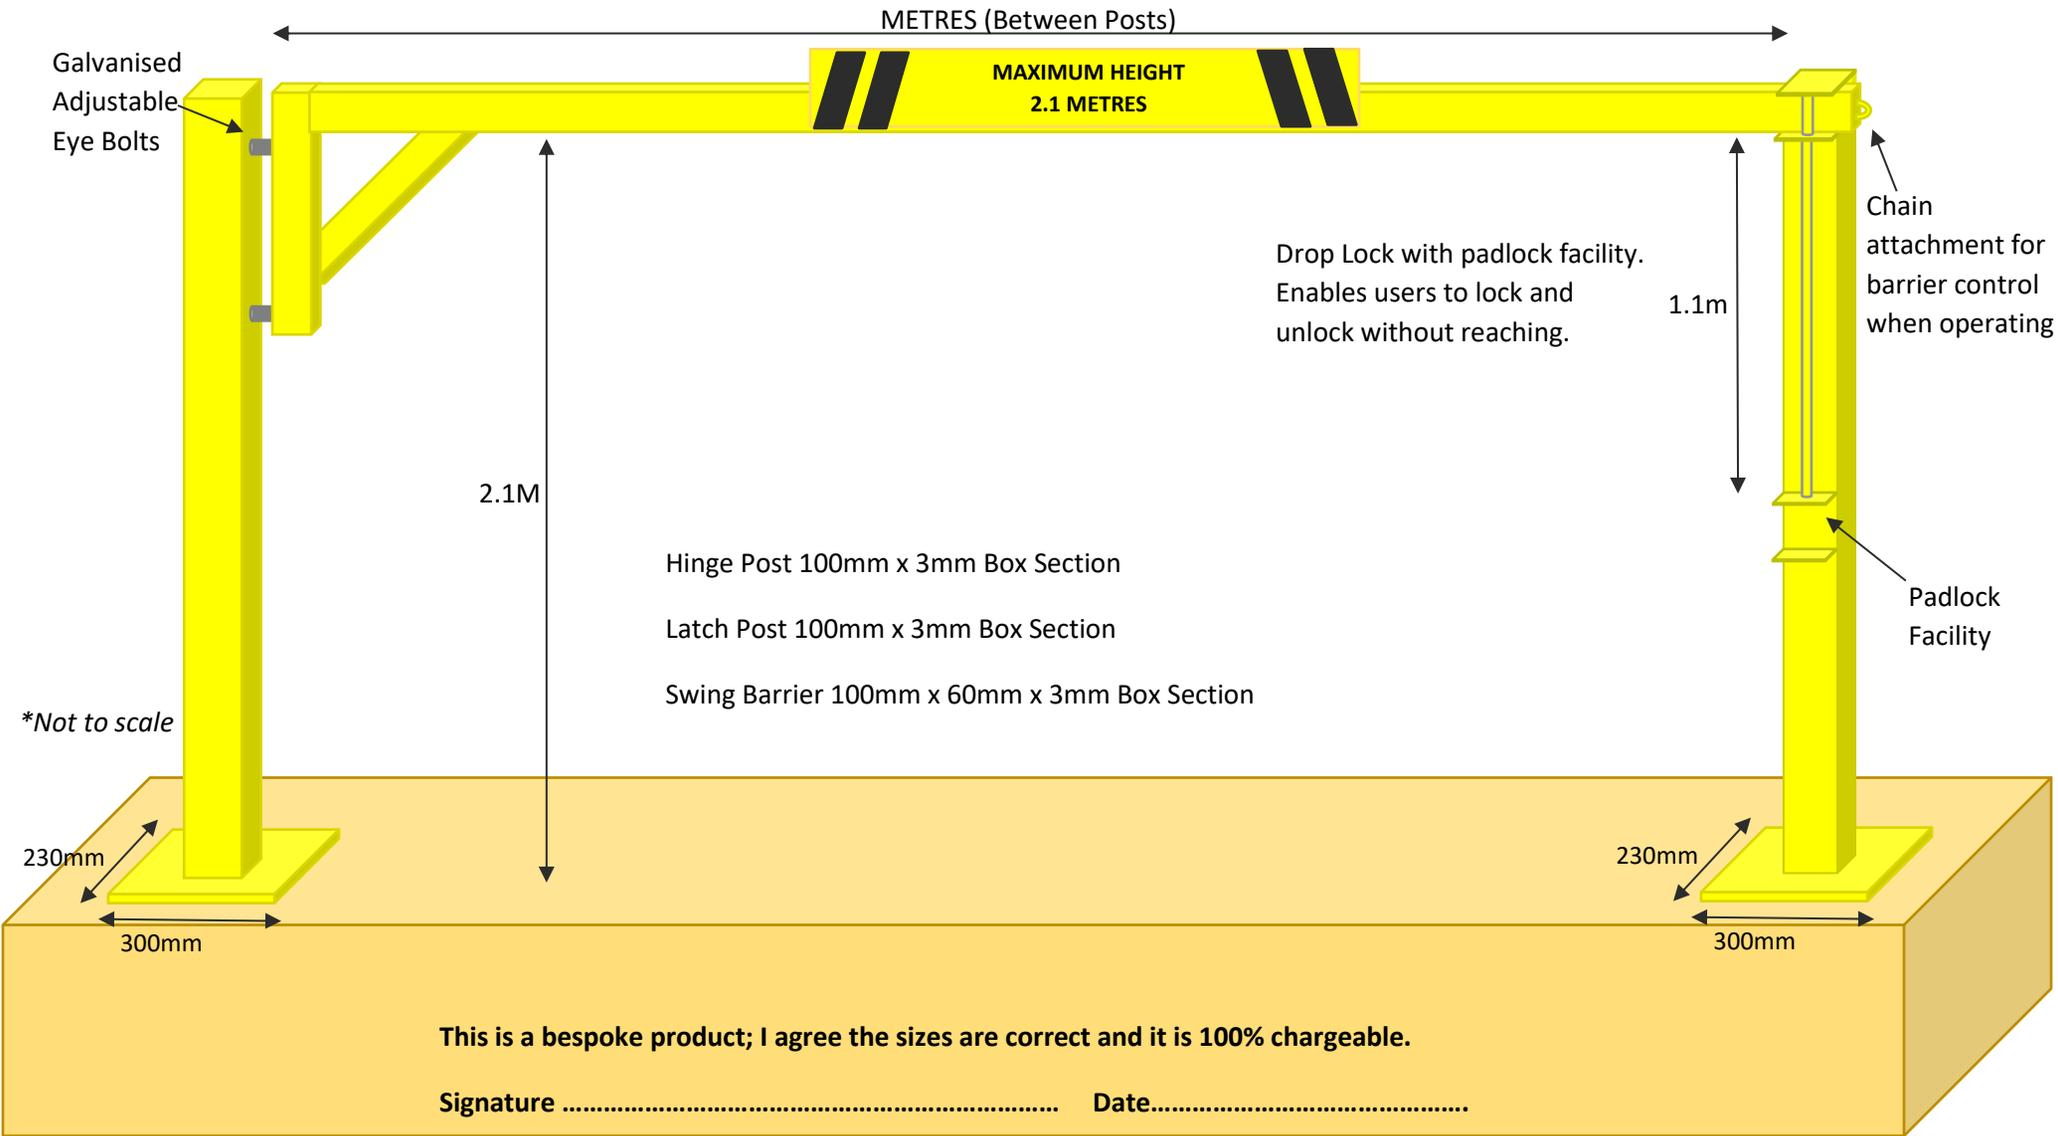 METRES (Between Posts)
Galvanised
Adjustable
Eye Bolts
MAXIMUM HEIGHT
2.1 METRES
Chain
attachment for
barrier control
when operating
Drop Lock with padlock facility.
Enables users to lock and
unlock without reaching.
1.1m
2.1M
Hinge Post 100mm x 3mm Box Section
Latch Post 100mm x 3mm Box Section
Swing Barrier 100mm x 60mm x 3mm Box Section
Padlock
Facility
*Not to scale
230mm
300mm
230mm
300mm
This is a bespoke product; I agree the sizes are correct and it is 100% chargeable.
Signature ……………………………………………………………… Date……………………………………….